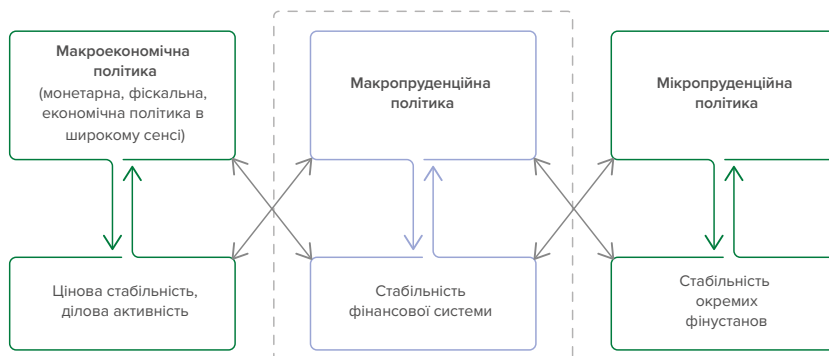 Макроекономічна
політика
(монетарна, фіскальна,
економічна політика в
широкому сенсі)
Макропруденційна
політика
Мікропруденційна
політика
Цінова стабільність,
ділова активність
Стабільність
фінансової системи
Стабільність
окремих
фінустанов